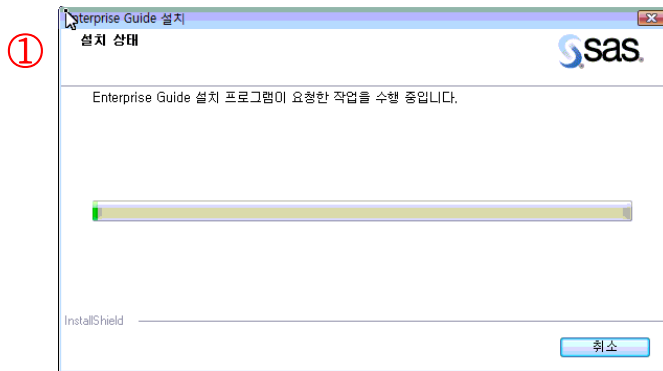 Enterprise Guide 설치
①
설치 상태
sas.
Enterprise Guide 설치 프로그램이 요청한 작업을 수행 중입니다.
InstallShield
취소